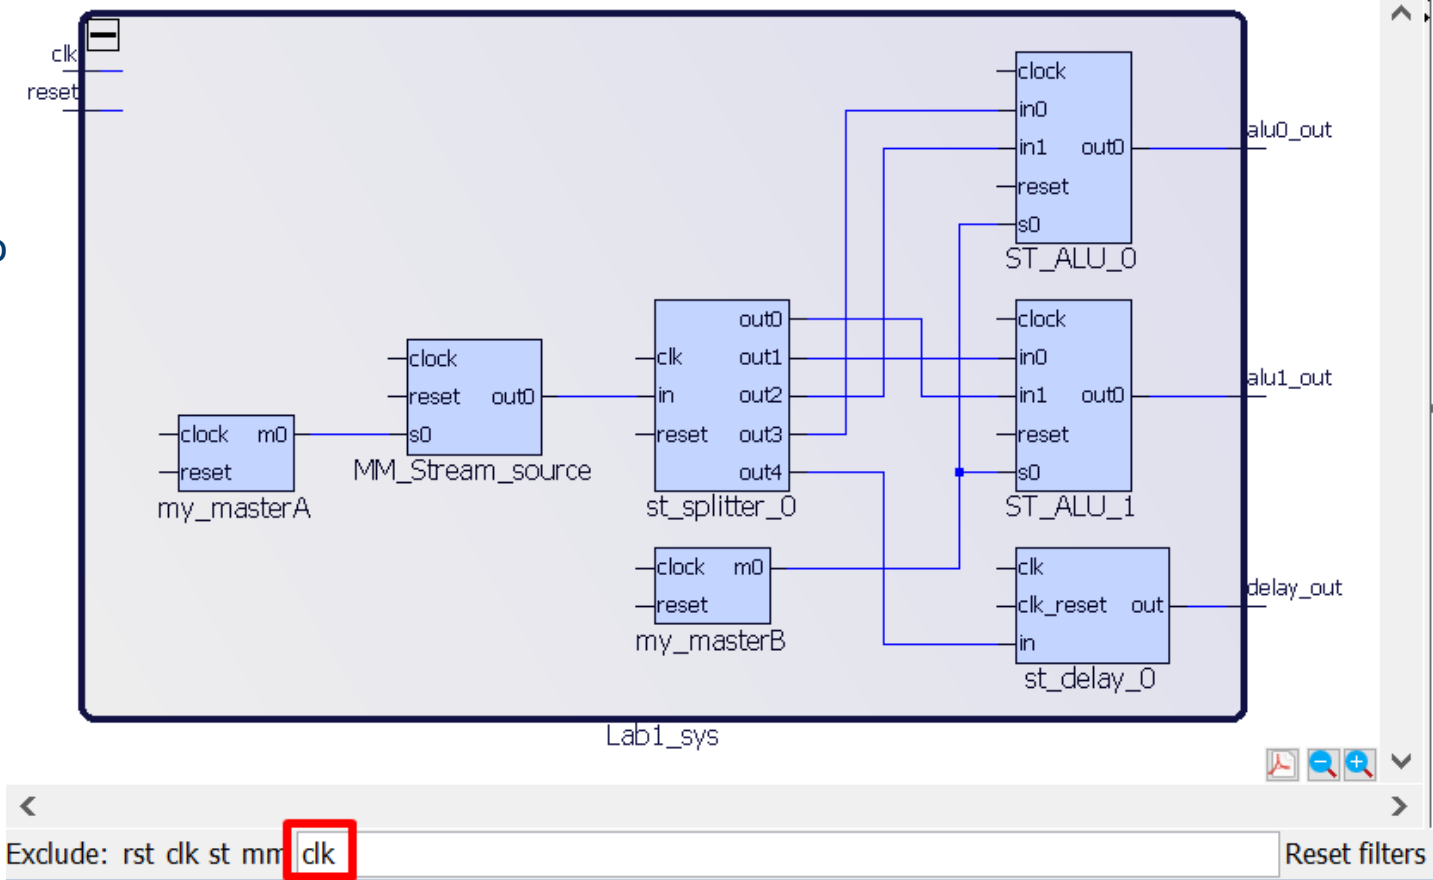 clk
reset
clock
in0
in1 out0
reset
s0
ST_ALU_0
alu0_out
clock
reset out0
s0
MM_Stream_source
clock m0
reset
my_masterA
out0
clk out1
in out2
reset out3
out4
st_splitter_0
clock
in0
in1 out0
reset
s0
ST_ALU_1
alu1_out
clock m0
reset
my_masterB
clk
clk_reset out
in
st_delay_0
delay_out
Lab1_sys
Exclude: rst clk st mm clk Reset filters